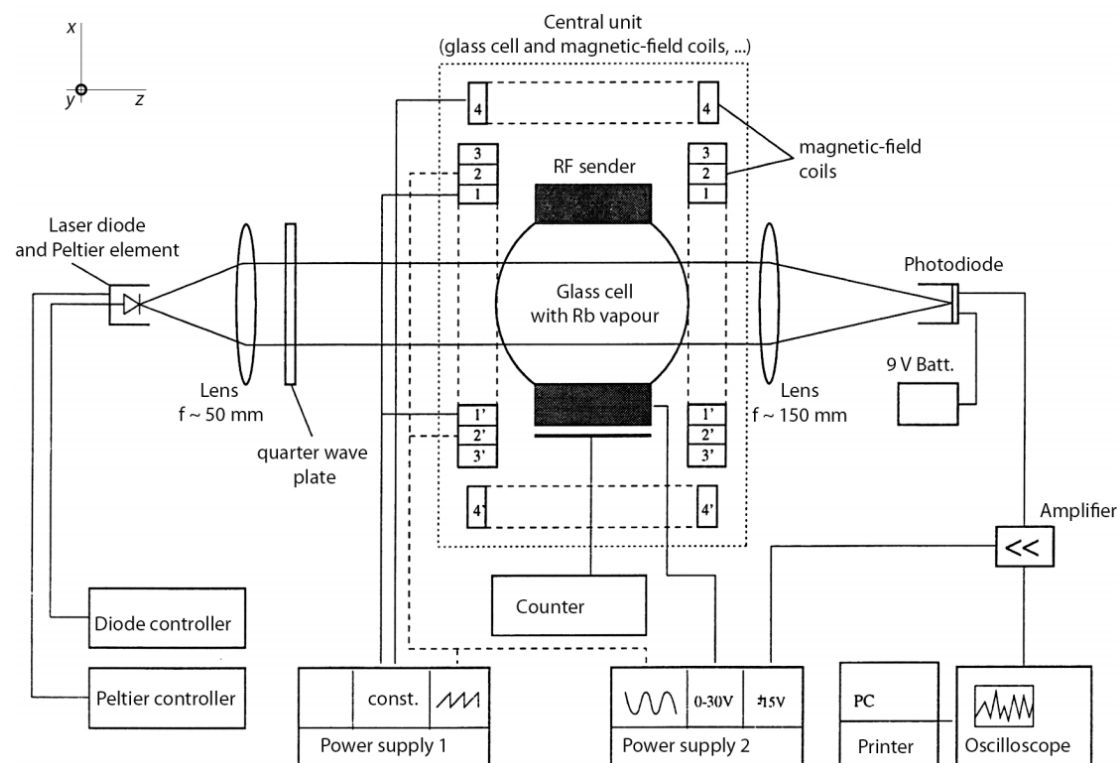 Central unit
(glass cell and magnetic-field coils, ...)
x
y
z
4
4
3
3
2
2
1
1
magnetic-field
coils
RF sender
Laser diode
and Peltier element
Photodiode
Glass cell
with Rb vapour
9 V Batt.
Lens
f ~ 50 mm
Lens
f ~ 150 mm
quarter wave
plate
1'
1'
2'
2'
3'
3'
4'
4'
Amplifier
<<
Counter
Diode controller
Peltier controller
const.
Power supply 1
0-30V
±15V
Power supply 2
PC
Printer
Oscilloscope